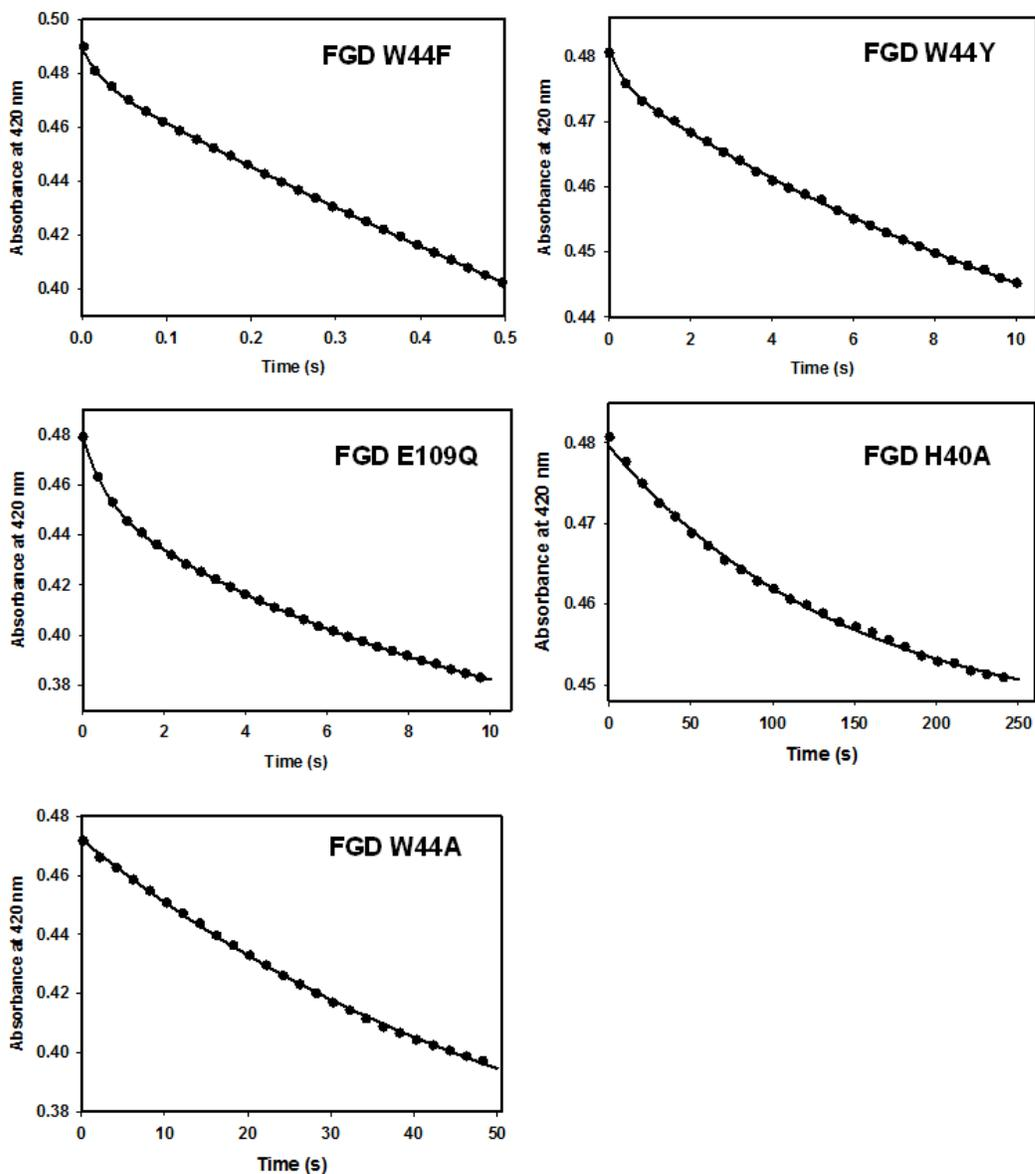 FGD W44F
Absorbance at 420 nm
0.50
0.48
0.46
0.44
0.42
0.40
0.0 0.1 0.2 0.3 0.4 0.5
Time (s)
FGD W44Y
Absorbance at 420 nm
0.48
0.47
0.46
0.45
0.44
0 2 4 6 8 10
Time (s)
FGD E109Q
Absorbance at 420 nm
0.48
0.46
0.44
0.42
0.40
0.38
0 2 4 6 8 10
Time (s)
FGD H40A
Absorbance at 420 nm
0.48
0.47
0.46
0.45
0 50 100 150 200 250
Time (s)
FGD W44A
Absorbance at 420 nm
0.48
0.46
0.44
0.42
0.40
0.38
0 10 20 30 40 50
Time (s)